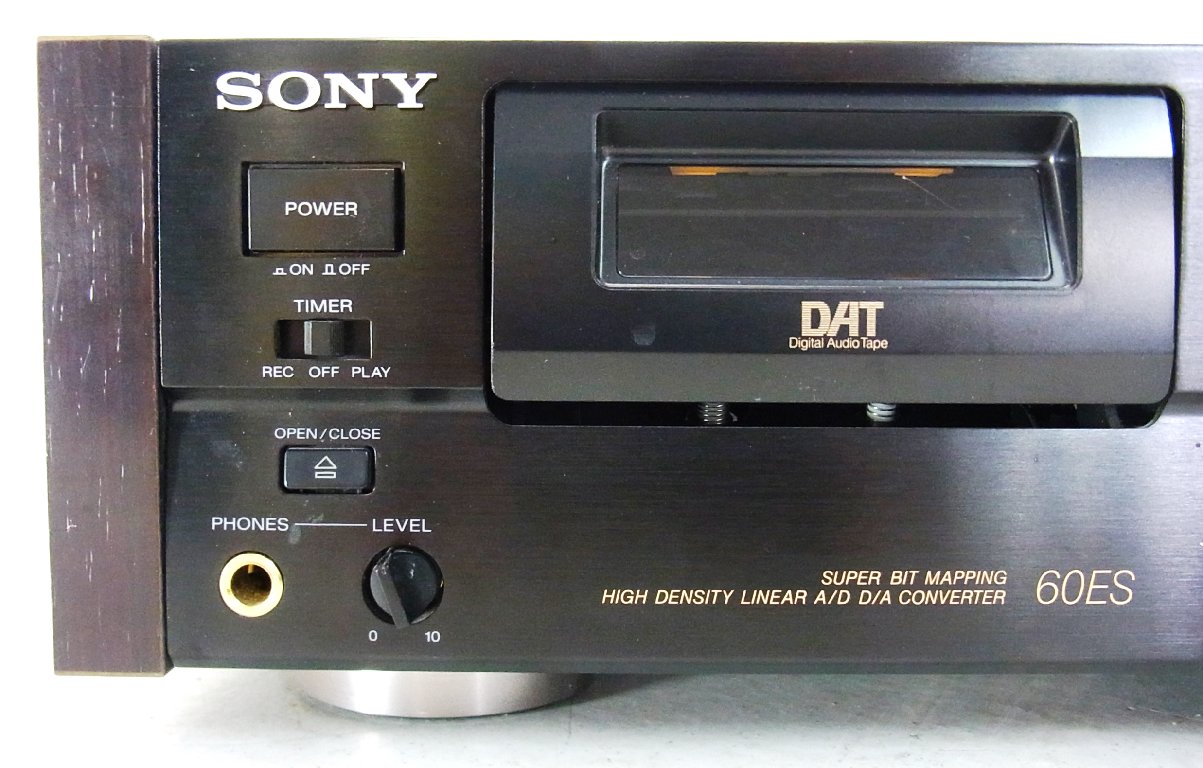 SONY
POWER
ON OFF
TIMER
REC OFF PLAY
OPEN/CLOSE
PHONES LEVEL
0 10
DAT
Digital Audio Tape
SUPER BIT MAPPING
HIGH DENSITY LINEAR A/D D/A CONVERTER
60ES